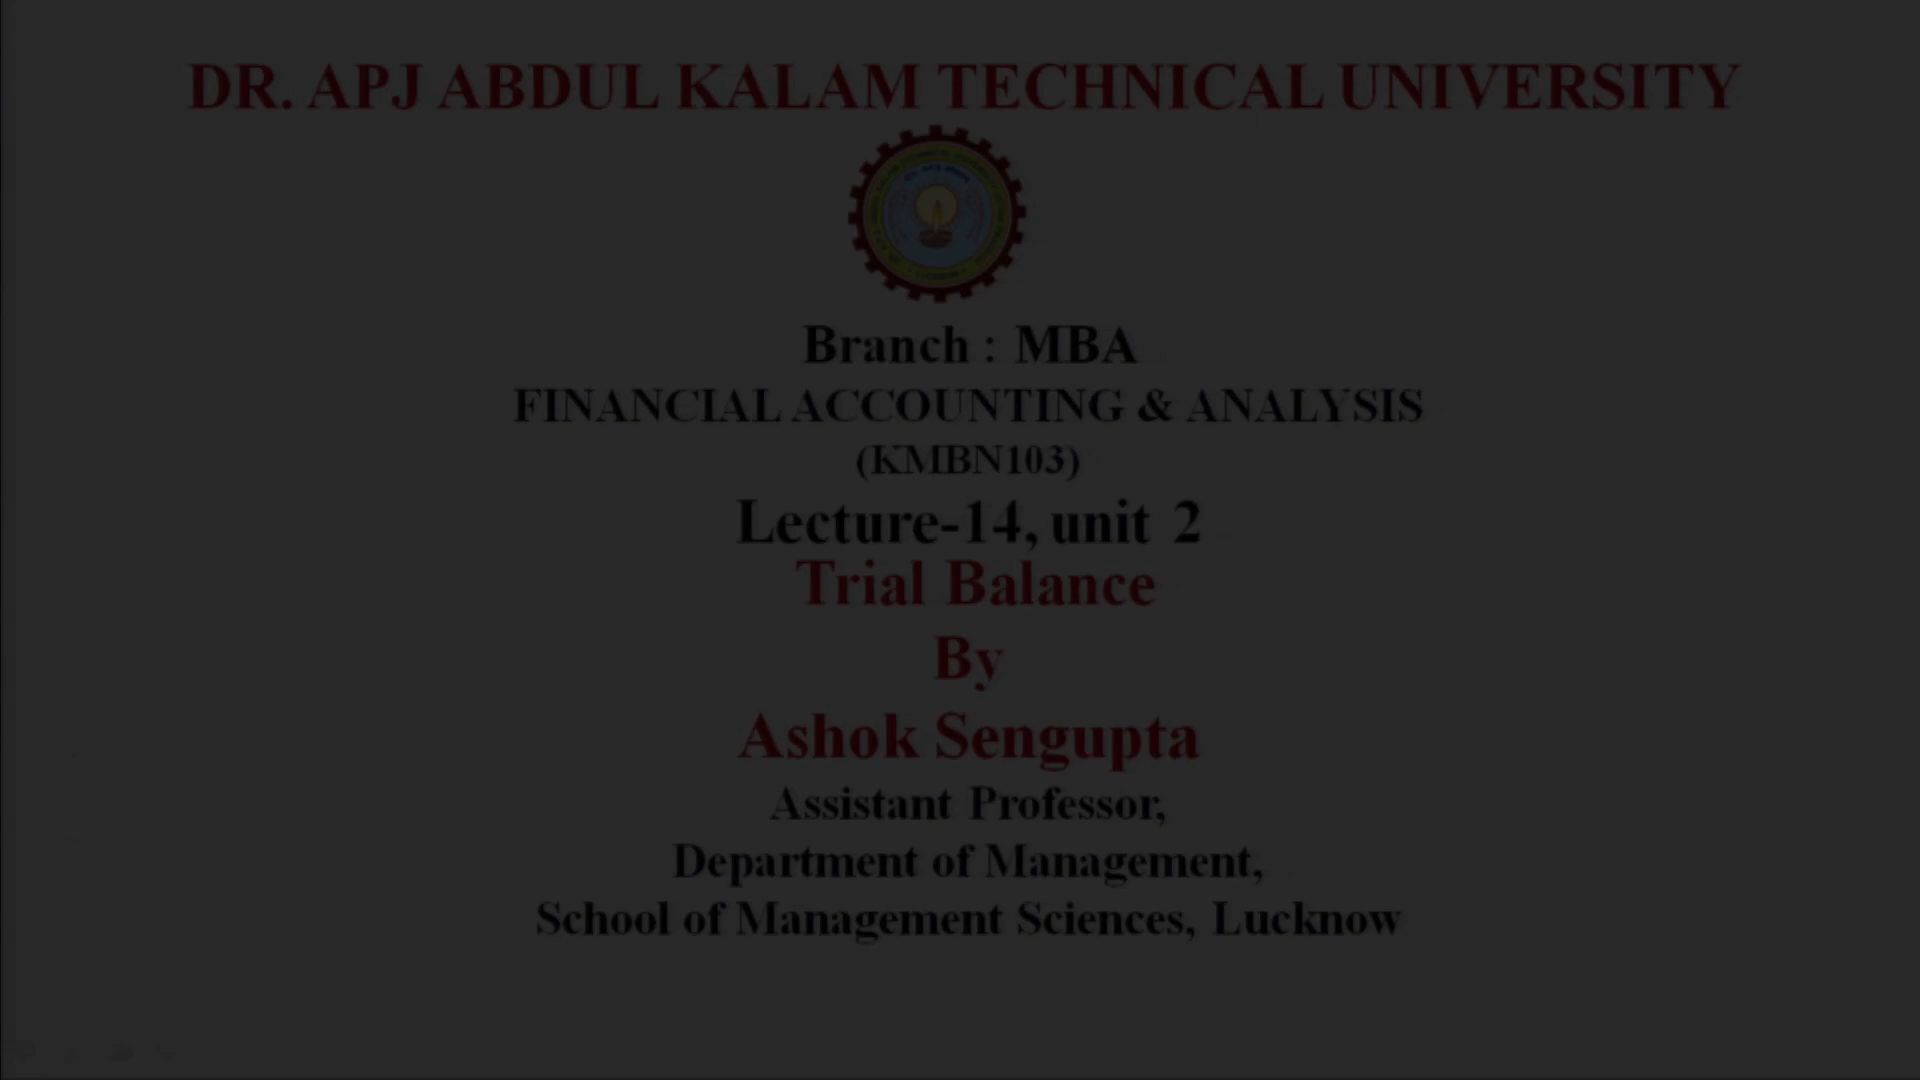 DR. APJ ABDUL KALAM TECHNICAL UNIVERSITY
Branch : MBA
FINANCIAL ACCOUNTING & ANALYSIS
(KMBN103)
Lecture-14, unit 2
Trial Balance
By
Ashok Sengupta
Assistant Professor,
Department of Management,
School of Management Sciences, Lucknow